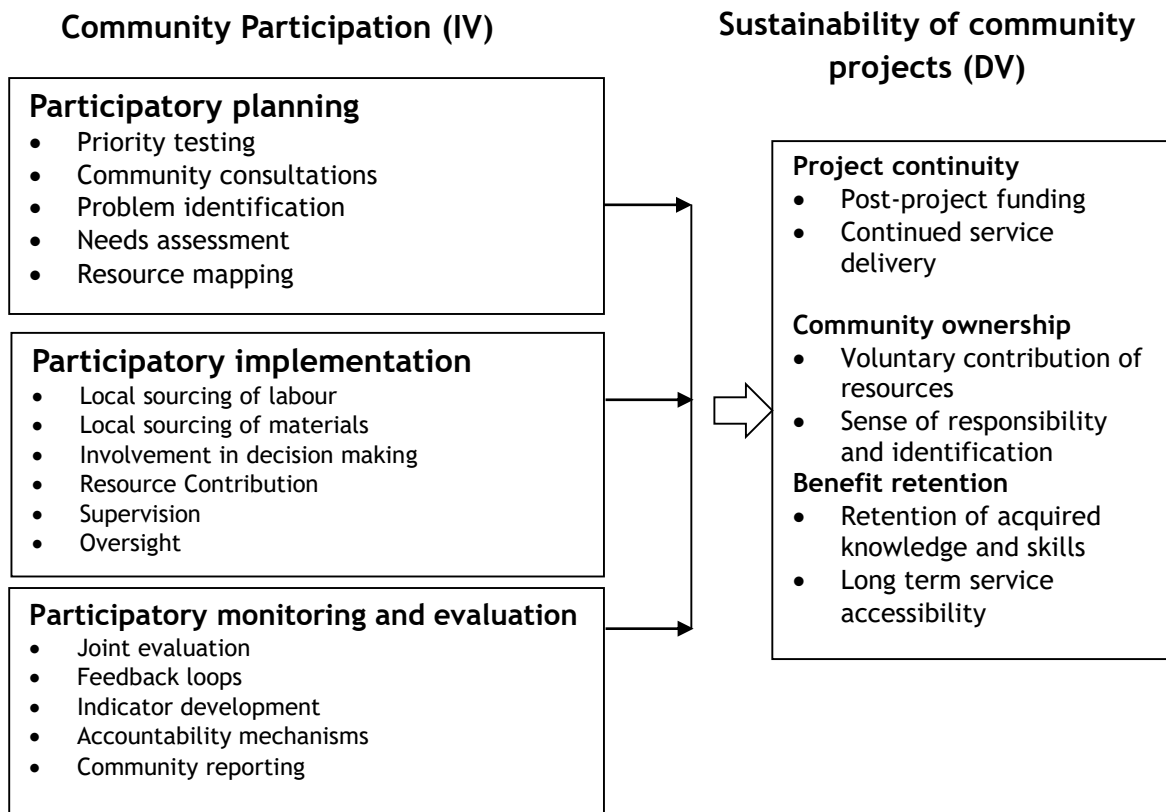 Community Participation (IV)
Sustainability of community
projects (DV)
Participatory planning
• Priority testing
• Community consultations
• Problem identification
• Needs assessment
• Resource mapping
Participatory implementation
• Local sourcing of labour
• Local sourcing of materials
• Involvement in decision making
• Resource Contribution
• Supervision
• Oversight
Participatory monitoring and evaluation
• Joint evaluation
• Feedback loops
• Indicator development
• Accountability mechanisms
• Community reporting
Project continuity
• Post-project funding
• Continued service
delivery
Community ownership
• Voluntary contribution of
resources
• Sense of responsibility
and identification
Benefit retention
• Retention of acquired
knowledge and skills
• Long term service
accessibility